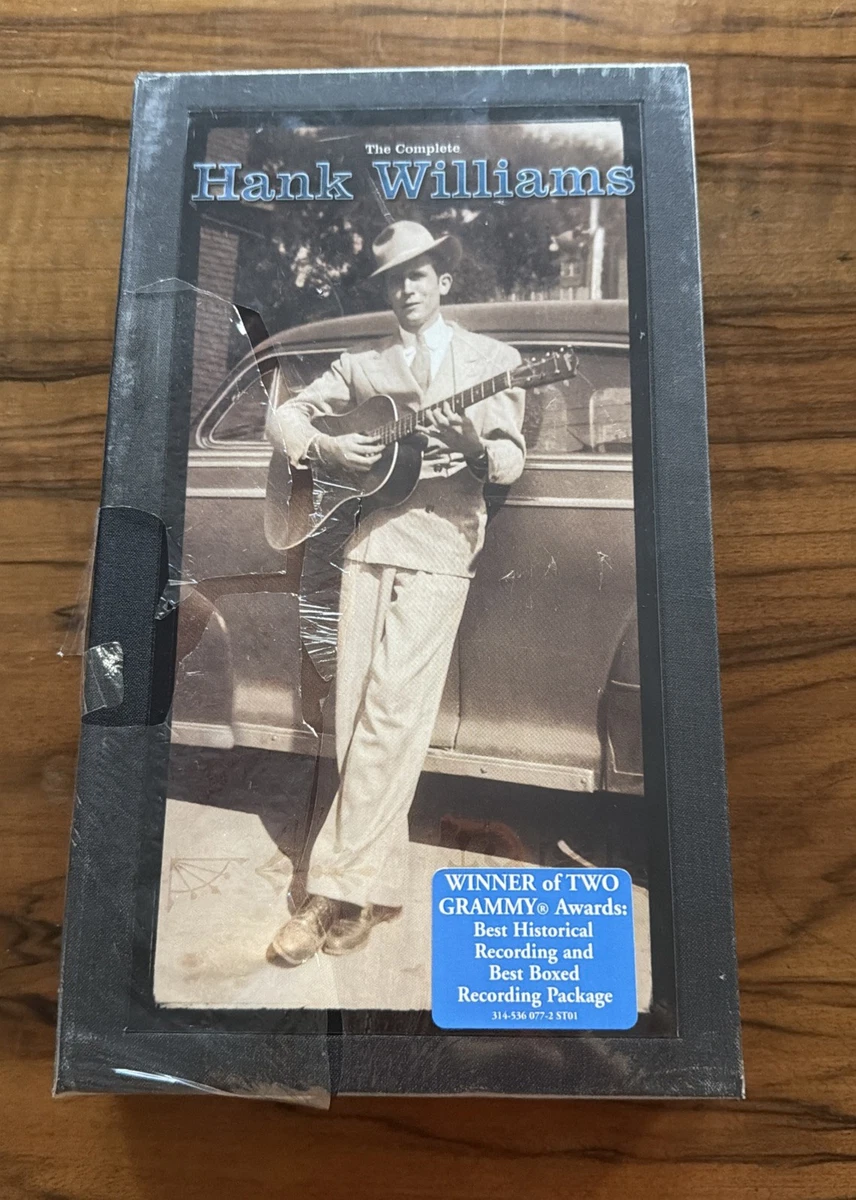 The Complete
Hank Williams
WINNER of TWO
GRAMMY® Awards:
Best Historical
Recording and
Best Boxed
Recording Package
314-536 077-2 ST01